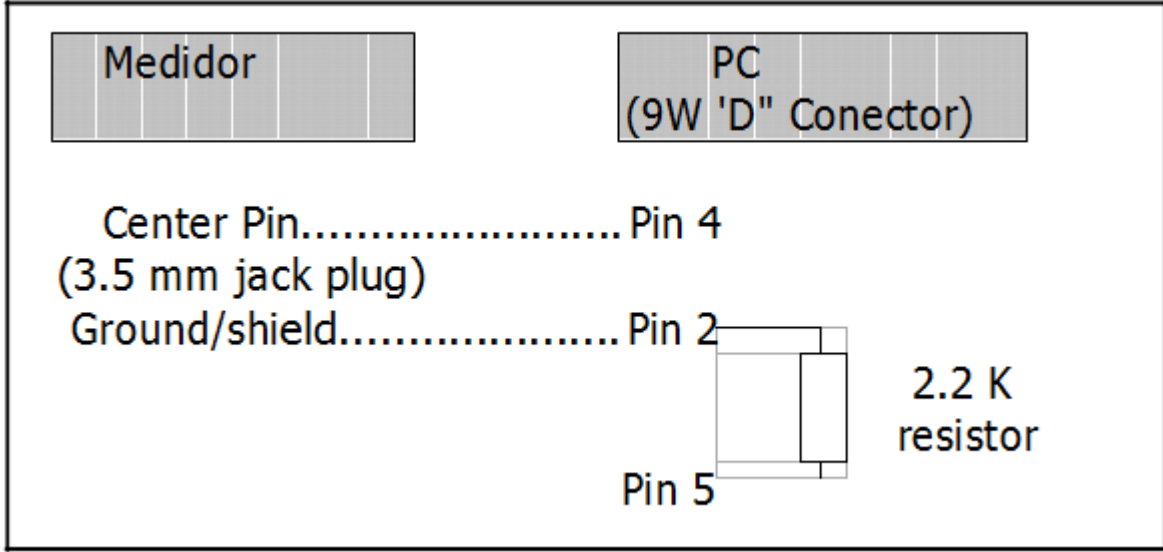 Medidor
PC
(9W 'D" Conector)
Center Pin........................ Pin 4
(3.5 mm jack plug)
Ground/shield..................... Pin 2
2.2 K
resistor
Pin 5